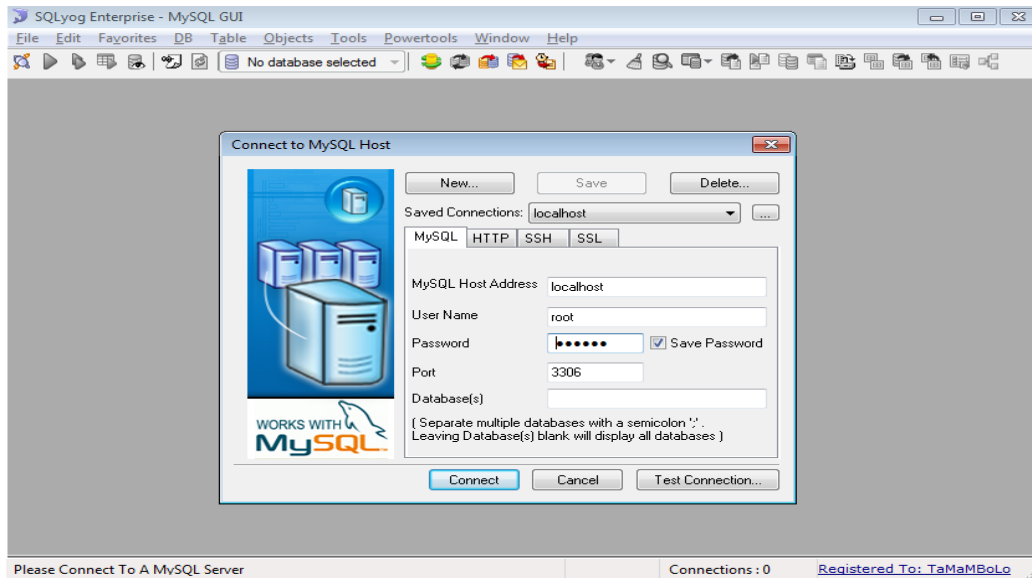 SQLyog Enterprise - MySQL GUI
File Edit Favorites DB Table Objects Tools Powertools Window Help
No database selected
Connect to MySQL Host
New... Save Delete...
Saved Connections: localhost ...
MySQL HTTP SSH SSL
MySQL Host Address localhost
User Name root
Password •••••• Save Password
Port 3306
Database(s)
( Separate multiple databases with a semicolon ';' .
Leaving Database(s) blank will display all databases )
WORKS WITH
MySQL
Connect Cancel Test Connection...
Please Connect To A MySQL Server Connections : 0 Registered To: TaMaMBoLo